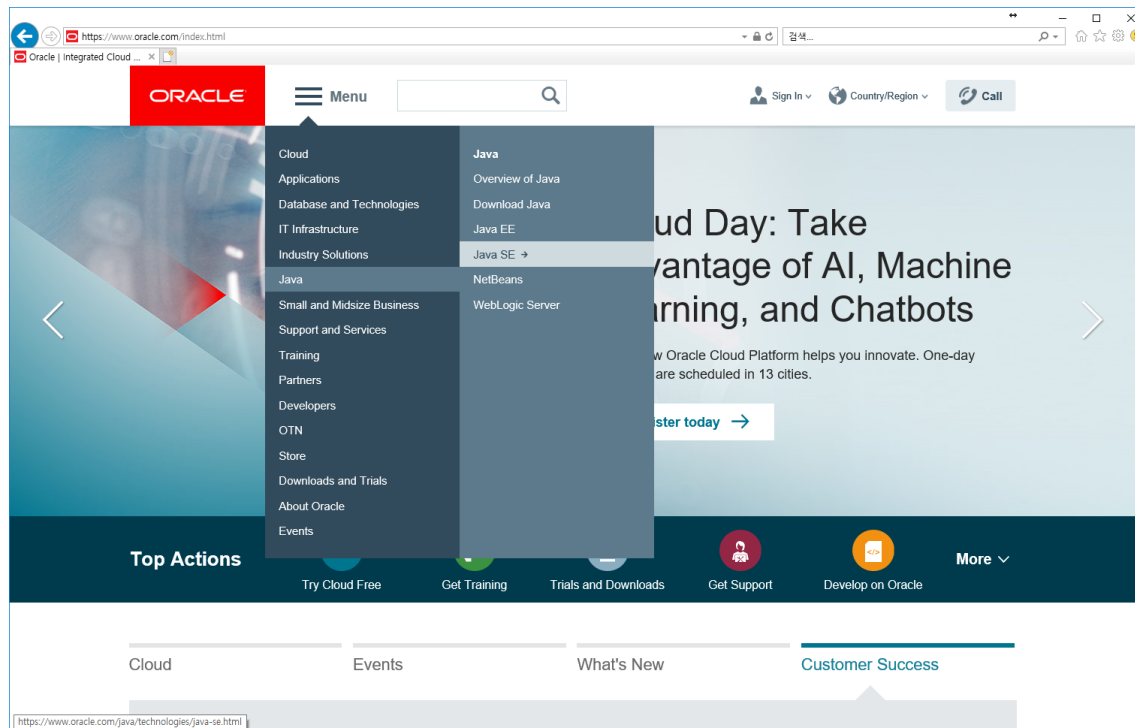 https://www.oracle.com/index.html
검색...
Oracle | Integrated Cloud ...
ORACLE
Menu
Sign In
Country/Region
Call
Cloud
Applications
Database and Technologies
IT Infrastructure
Industry Solutions
Java
Small and Midsize Business
Support and Services
Training
Partners
Developers
OTN
Store
Downloads and Trials
About Oracle
Events
Java
Overview of Java
Download Java
Java EE
Java SE →
NetBeans
WebLogic Server
ud Day: Take
vantage of AI, Machine
rning, and Chatbots
w Oracle Cloud Platform helps you innovate. One-day
are scheduled in 13 cities.
ister today →
Top Actions
Try Cloud Free
Get Training
Trials and Downloads
Get Support
Develop on Oracle
More
Cloud
Events
What's New
Customer Success
https://www.oracle.com/java/technologies/java-se.html